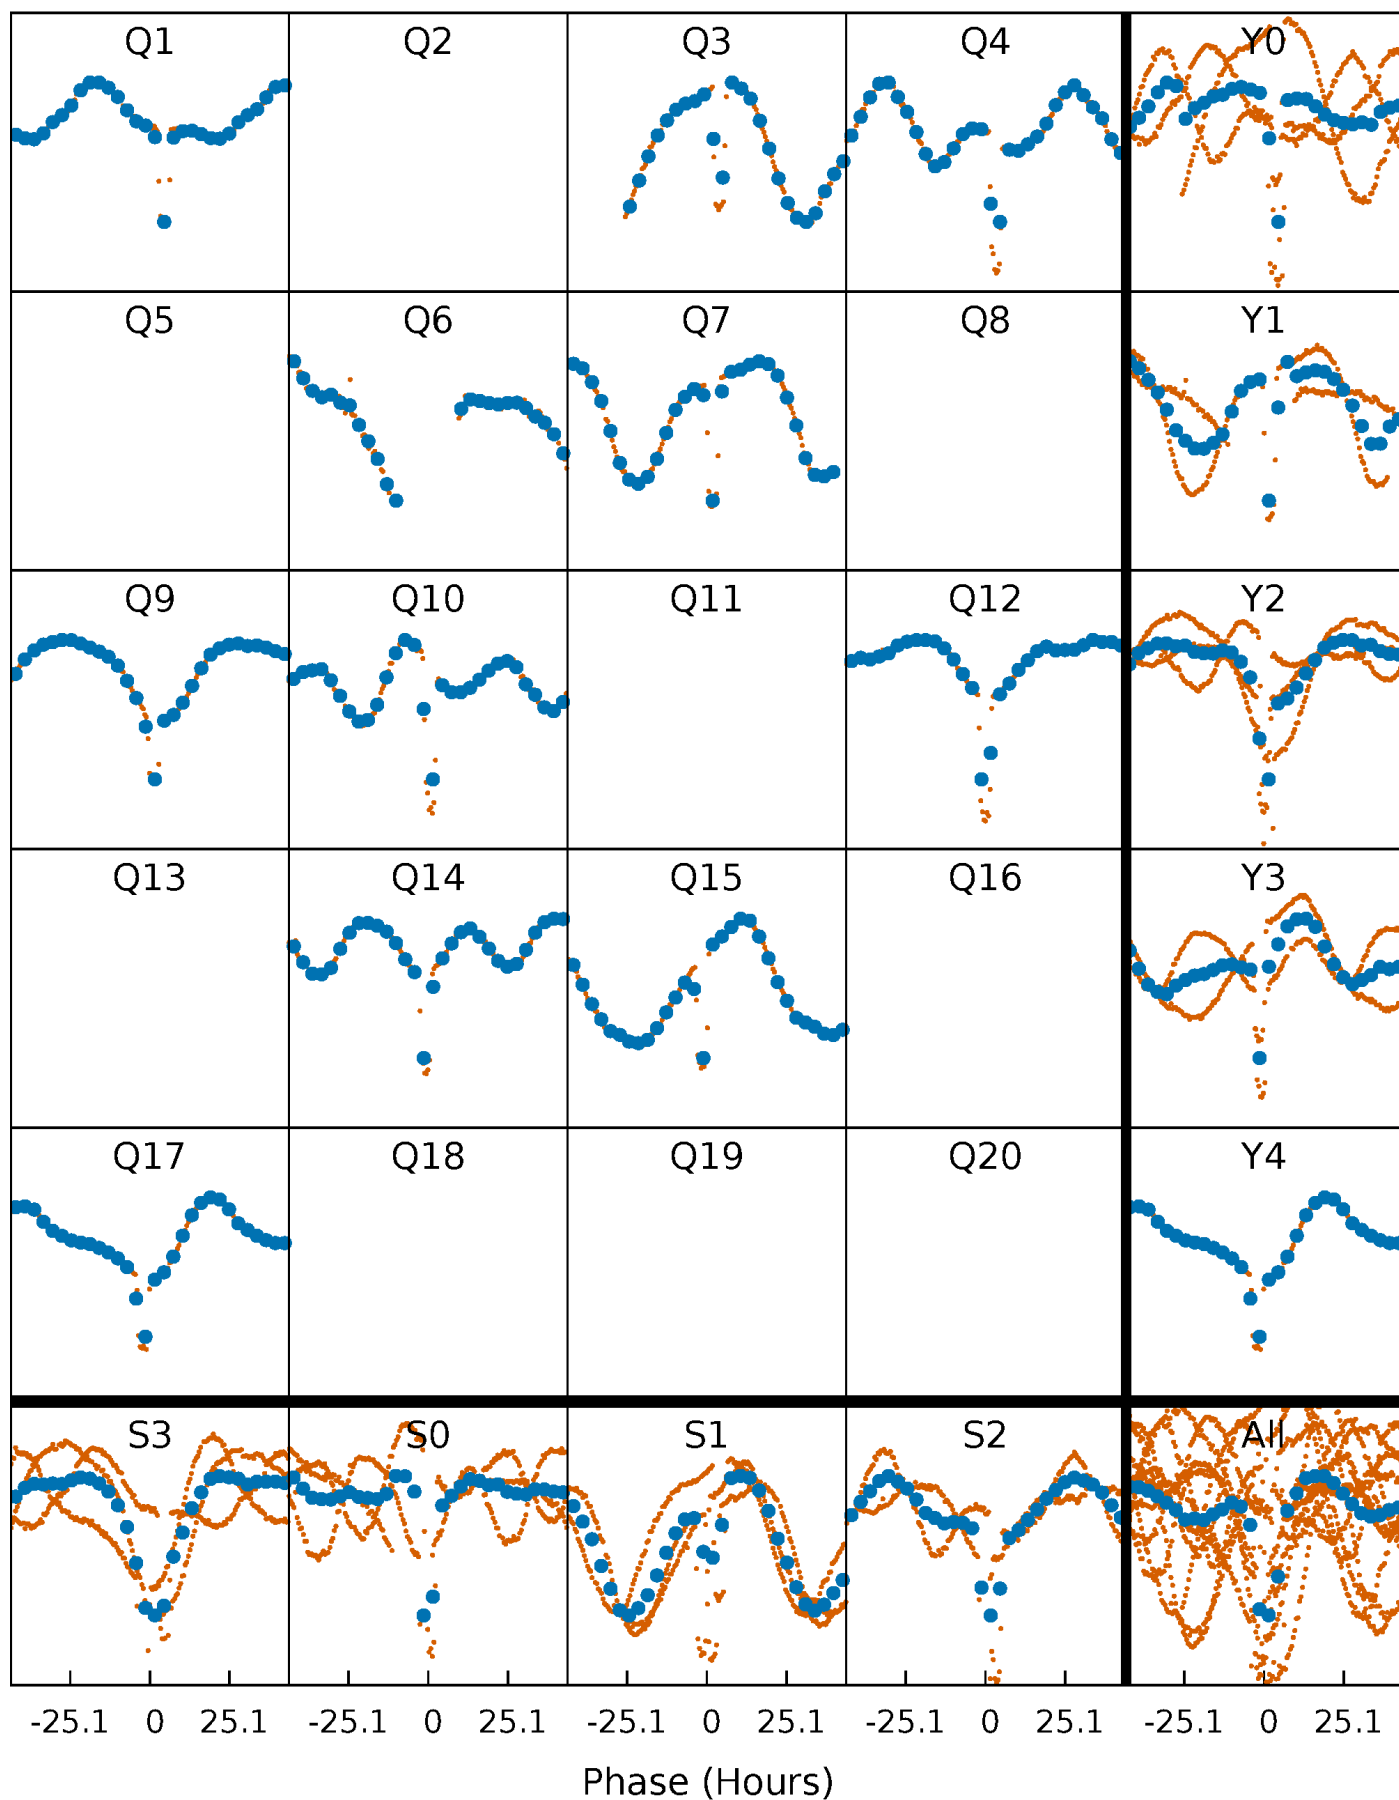 Q1 Q2 Q3 Q4 Y0
Q5 Q6 Q7 Q8 Y1
Q9 Q10 Q11 Q12 Y2
Q13 Q14 Q15 Q16 Y3
Q17 Q18 Q19 Q20 Y4
S3 S0 S1 S2 All
-25.1 0 25.1 -25.1 0 25.1 -25.1 0 25.1 -25.1 0 25.1 -25.1 0 25.1
Phase (Hours)